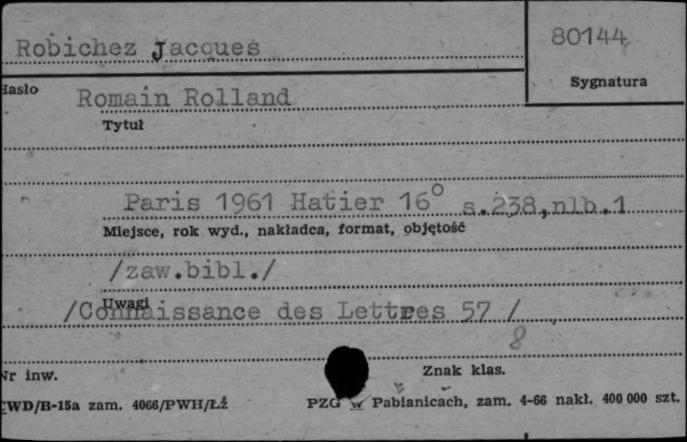 Robichez Jacques
80144
Hasło
Sygnatura
Romain Rolland
Tytuł
Paris 1961 Hatier 16° s.238,nlb.1
Miejsce, rok wyd., nakładca, format, objętość
/zaw.bibl./
Uwagi
/Connaissance des Lettres 57 /
8
Nr inw.
Znak klas.
CWD/B-15a zam. 4066/PWH/Łź
PZG w Pabianicach, zam. 4-66 nakł. 400 000 szt.